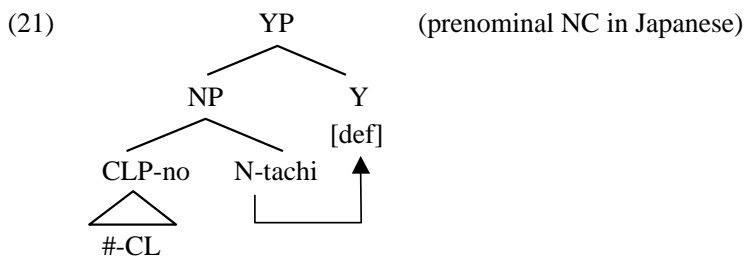 (21) YP (prenominal NC in Japanese)
NP Y
[def]
CLP-no N-tachi
#-CL